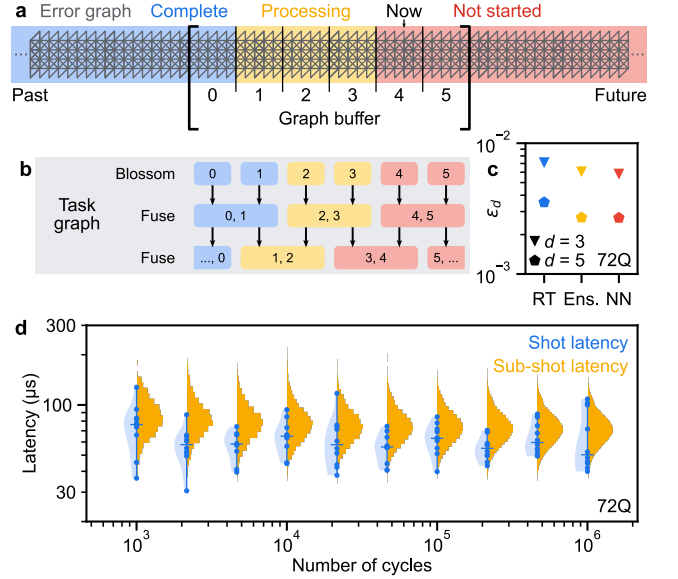 a Error graph Complete Processing Now Not started
... ...
Past 0 1 2 3 4 5 Future
Graph buffer
b Task graph
Blossom 0 1 2 3 4 5
Fuse 0, 1 2, 3 4, 5
Fuse ..., 0 1, 2 3, 4 5, ...
c
10⁻²
εd
d = 3
d = 5 72Q
10⁻³
RT Ens. NN
d
300
Shot latency
Sub-shot latency
100
Latency (μs)
30
72Q
10³ 10⁴ 10⁵ 10⁶
Number of cycles